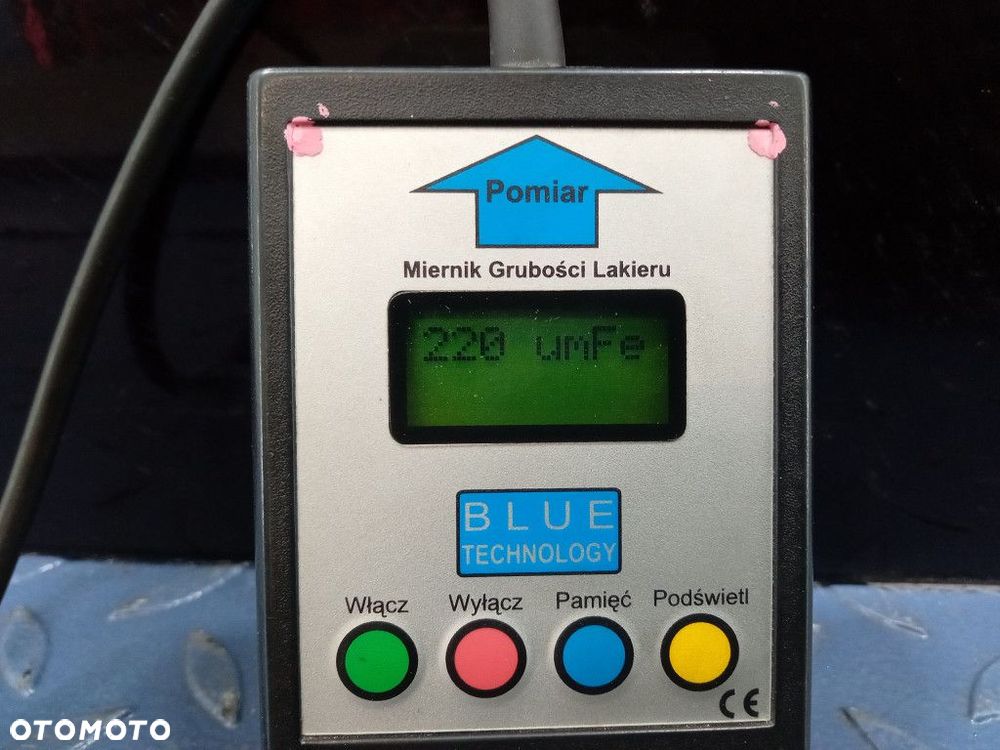 Pomiar
Miernik Grubości Lakieru
220 umFe
BLUE
TECHNOLOGY
Włącz Wyłącz Pamięć Podświetl
CE
OTOMOTO